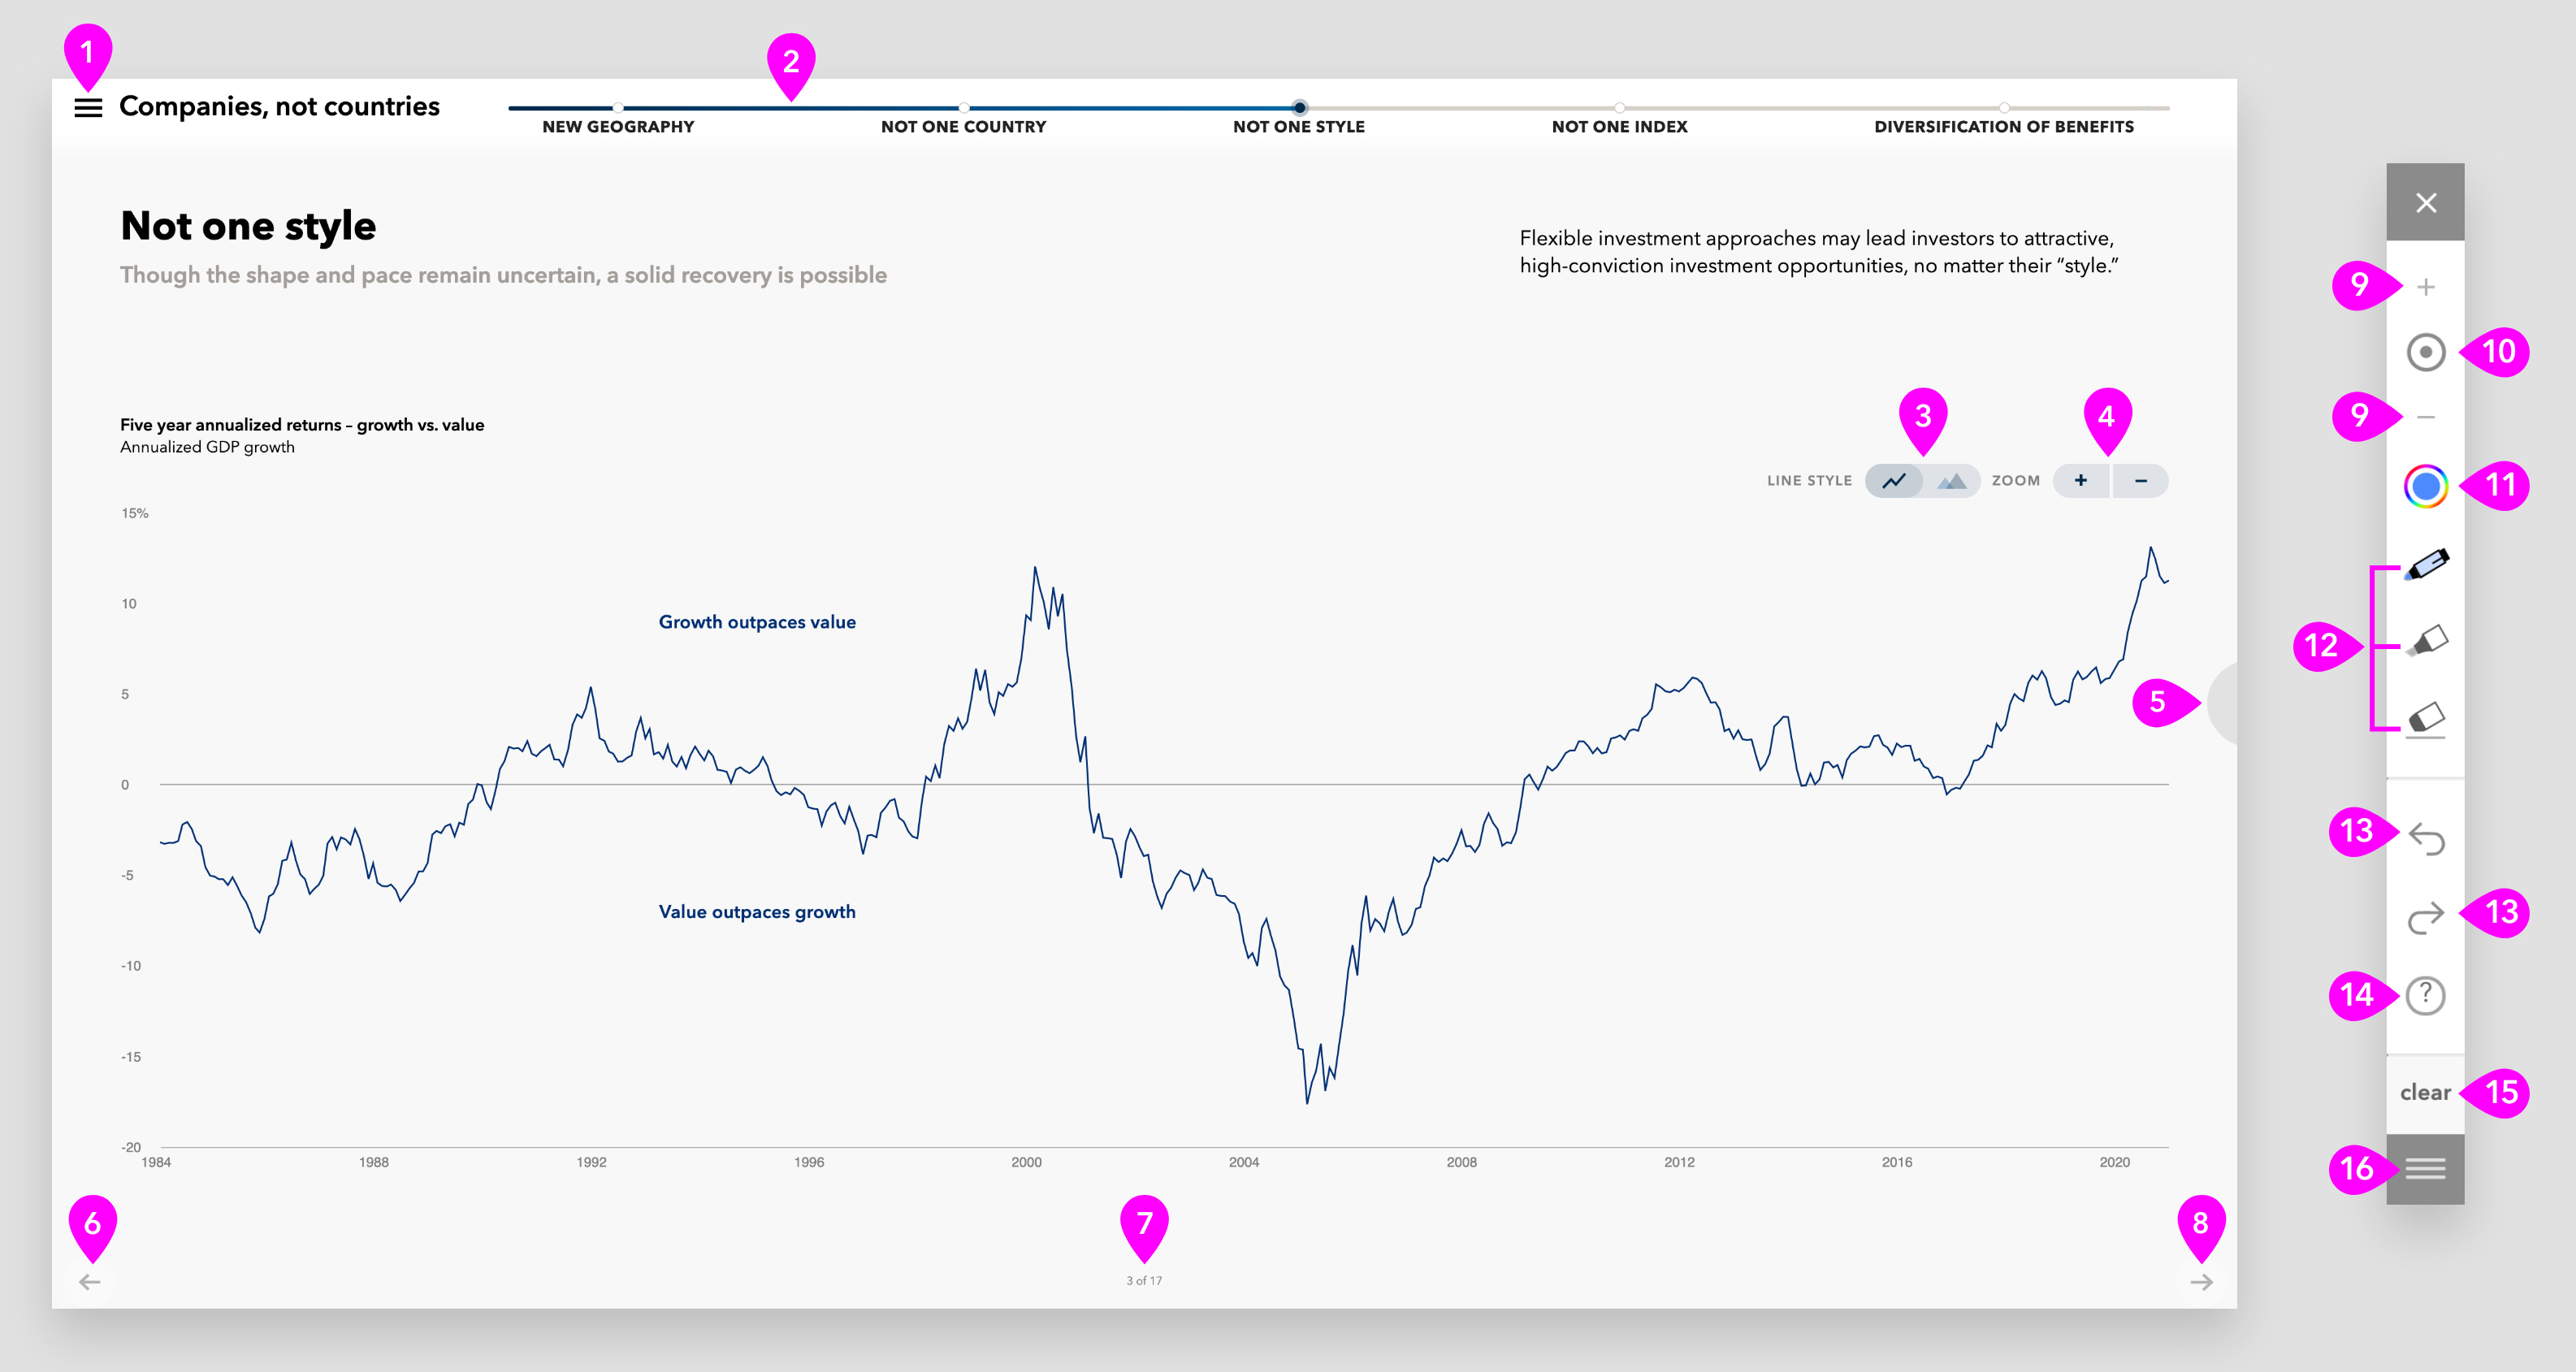 1
2
Companies, not countries
NEW GEOGRAPHY
NOT ONE COUNTRY
NOT ONE STYLE
NOT ONE INDEX
DIVERSIFICATION OF BENEFITS
Not one style
Though the shape and pace remain uncertain, a solid recovery is possible
Flexible investment approaches may lead investors to attractive,
high-conviction investment opportunities, no matter their “style.”
Five year annualized returns – growth vs. value
Annualized GDP growth
3
4
LINE STYLE
ZOOM
+
−
15%
10
5
0
-5
-10
-15
-20
Growth outpaces value
Value outpaces growth
5
1984
1988
1992
1996
2000
2004
2008
2012
2016
2020
6
7
8
3 of 17
9
+
10
9
−
11
12
13
13
14
?
clear
15
16